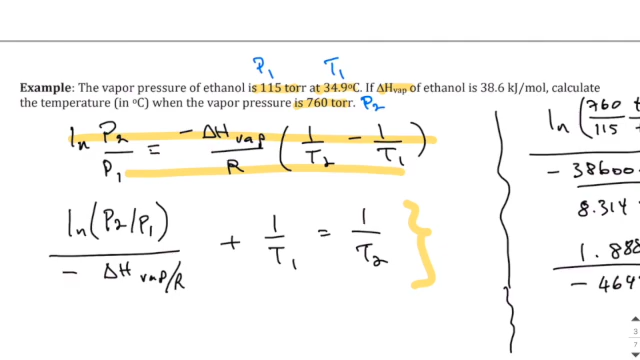 P1 T1
Example: The vapor pressure of ethanol is 115 torr at 34.9°C. If ΔHvap of ethanol is 38.6 kJ/mol, calculate
the temperature (in °C) when the vapor pressure is 760 torr. P2
ln P2/P1 = -ΔHvap/R (1/T2 - 1/T1)
ln(P2/P1)/(-ΔHvap/R) + 1/T1 = 1/T2
ln(760/115
-38600
8.314
1.888
-464
3
7